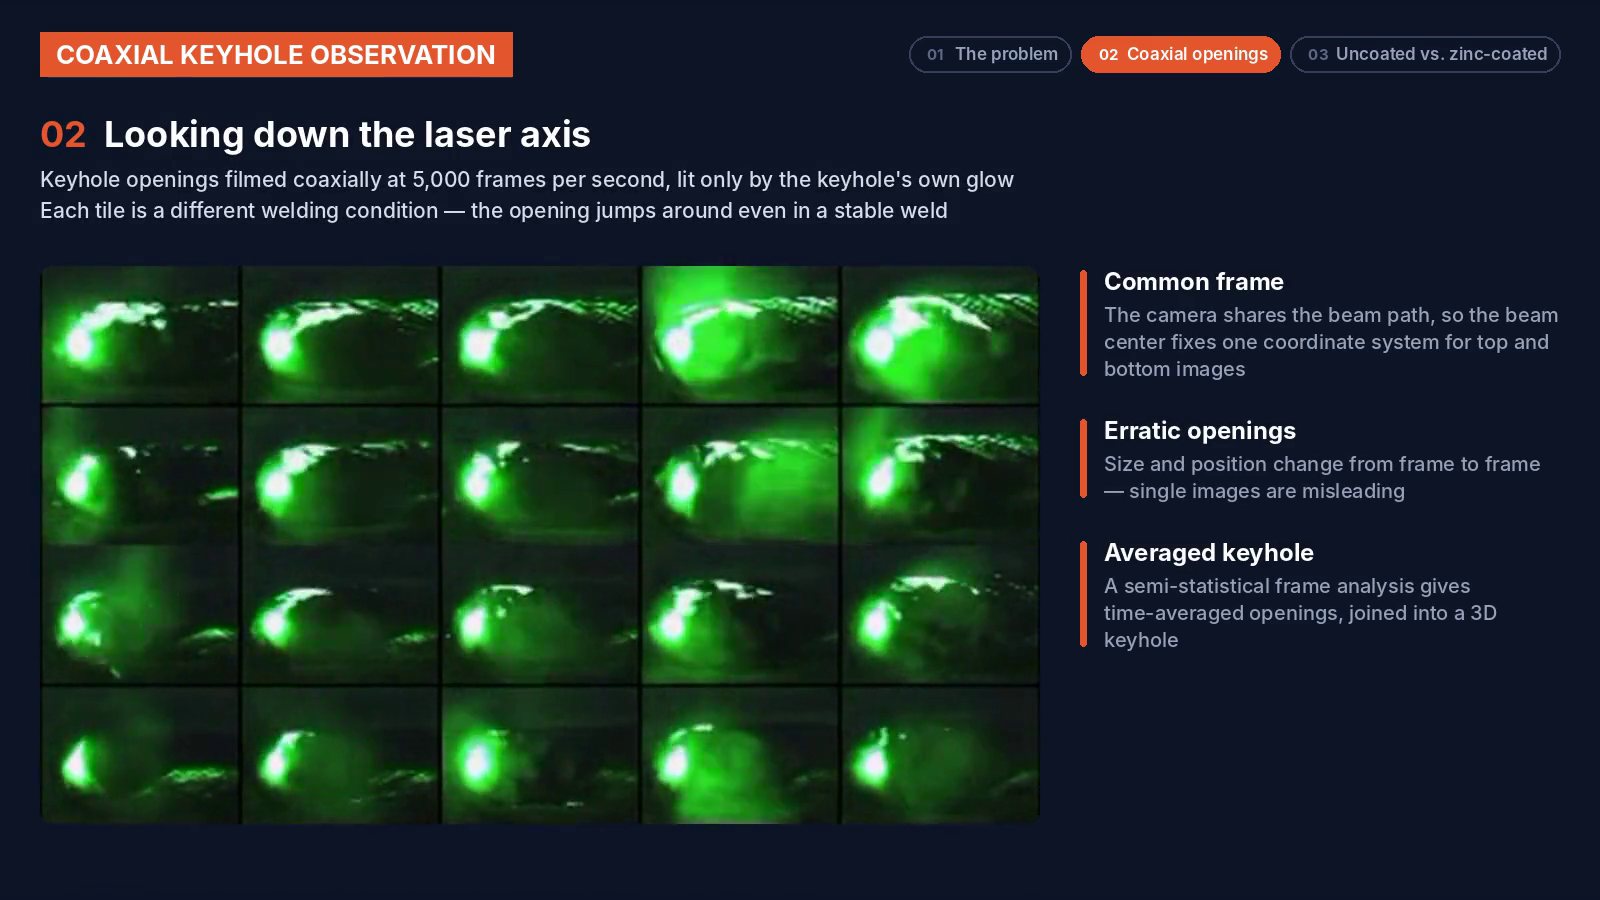 COAXIAL KEYHOLE OBSERVATION
01 The problem
02 Coaxial openings
03 Uncoated vs. zinc-coated
02 Looking down the laser axis
Keyhole openings filmed coaxially at 5,000 frames per second, lit only by the keyhole's own glow
Each tile is a different welding condition — the opening jumps around even in a stable weld
Common frame
The camera shares the beam path, so the beam
center fixes one coordinate system for top and
bottom images
Erratic openings
Size and position change from frame to frame
— single images are misleading
Averaged keyhole
A semi-statistical frame analysis gives
time-averaged openings, joined into a 3D
keyhole